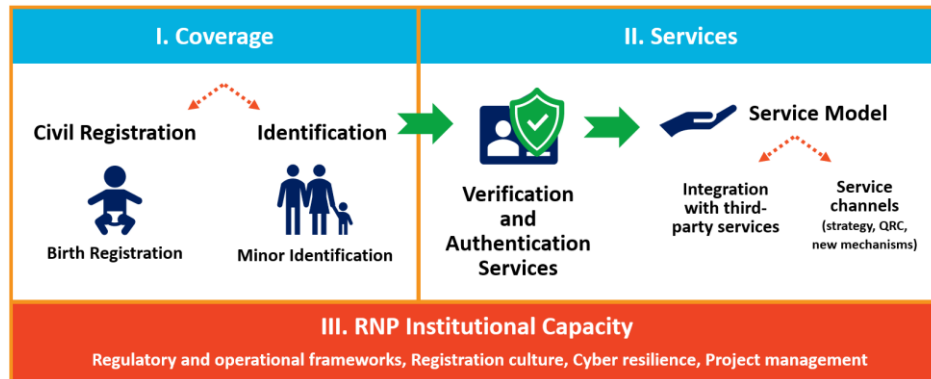 I. Coverage
II. Services
Civil Registration
Identification
Birth Registration
Minor Identification
Verification
and
Authentication
Services
Service Model
Integration
with third-
party services
Service
channels
(strategy, QRC,
new mechanisms)
III. RNP Institutional Capacity
Regulatory and operational frameworks, Registration culture, Cyber resilience, Project management